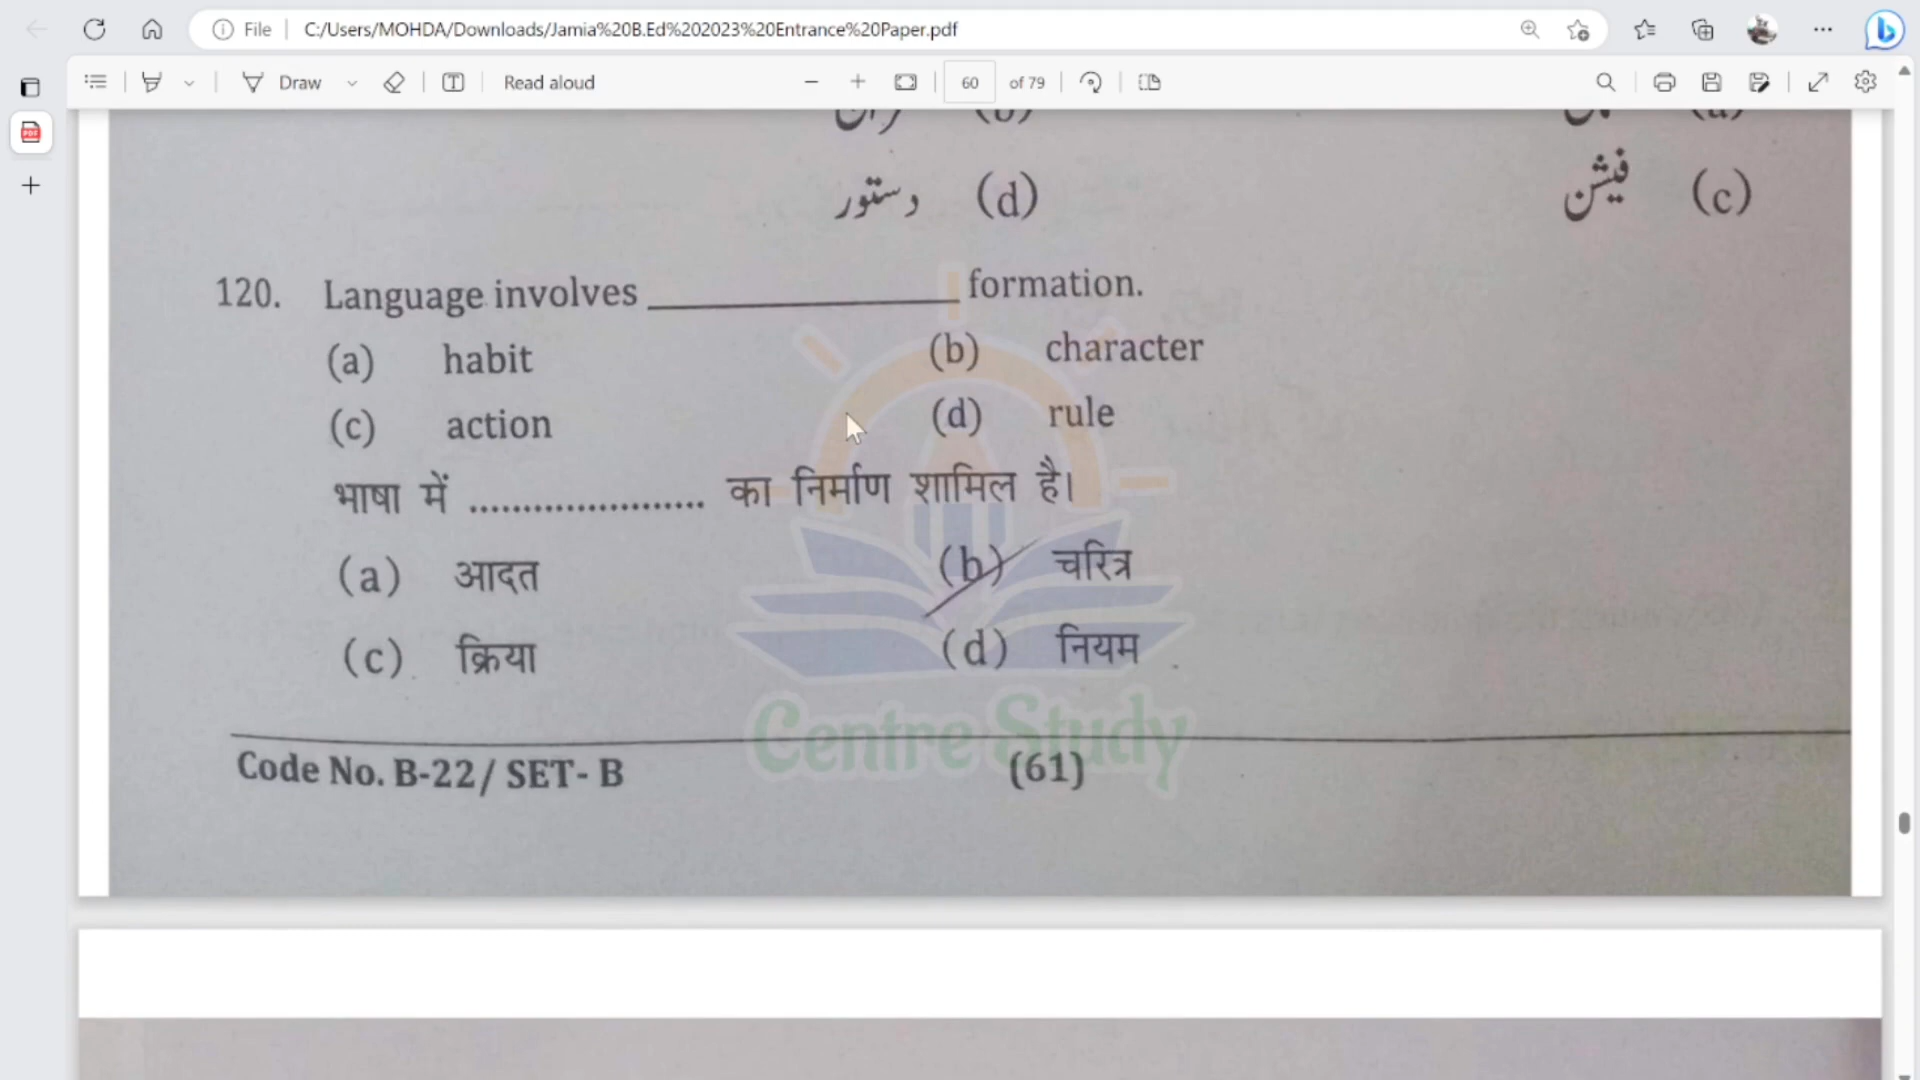 File C:/Users/MOHDA/Downloads/Jamia%20B.Ed%202023%20Entrance%20Paper.pdf
Draw Read aloud 60 of 79
(c) فیشن (d) دستور
120. Language involves ____________ formation.
(a) habit (b) character
(c) action (d) rule
भाषा में ...................... का निर्माण शामिल है।
(a) आदत (b) चरित्र
(c) क्रिया (d) नियम
Centre Study
Code No. B-22/ SET- B (61)